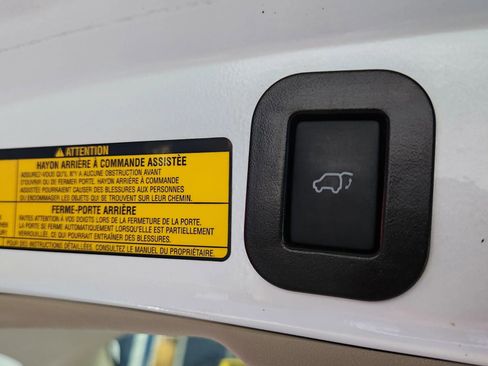 ATTENTION
HAYON ARRIÈRE À COMMANDE ASSISTÉE
ASSUREZ-VOUS QU'IL N'Y A AUCUNE OBSTRUCTION AVANT
D'OUVRIR OU DE FERMER PORTE. HAYON ARRIÈRE À COMMANDE
ASSISTÉE POURRAIENT CAUSER DES BLESSURES AUX PERSONNES
OU ENDOMMAGER LES OBJETS QUI SE TROUVENT SUR LEUR CHEMIN.
FERME-PORTE ARRIÈRE
FAITES ATTENTION À VOS DOIGTS LORS DE LA FERMETURE DE LA PORTE.
LA PORTE SE FERME AUTOMATIQUEMENT LORSQU'ELLE EST PARTIELLEMENT
VERROUILLÉE, CE QUI POURRAIT ENTRAÎNER DES BLESSURES.
POUR DES INSTRUCTIONS DÉTAILLÉES, CONSULTEZ LE MANUEL DU PROPRIÉTAIRE.